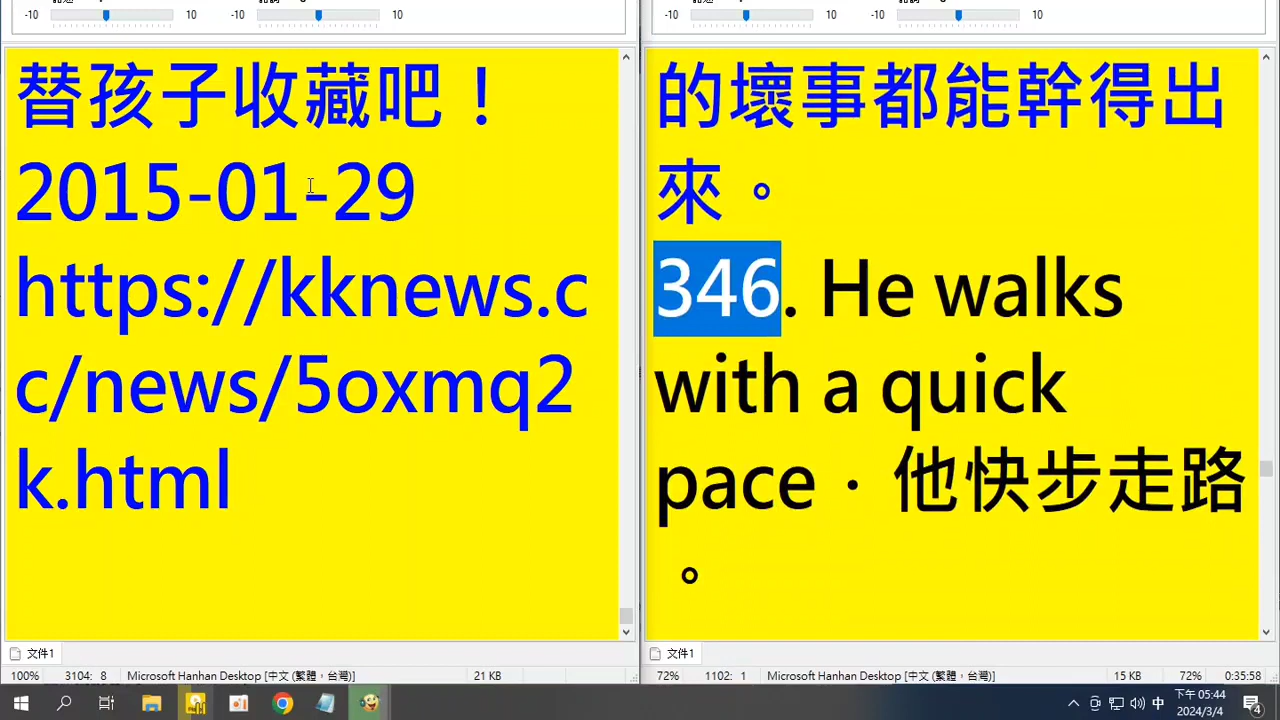 -10
10
-10
10
-10
10
-10
10
替孩子收藏吧！
2015-01-29
https://kknews.c
c/news/5oxmq2
k.html
文件1
100%
3104: 8
Microsoft Hanhan Desktop [中文 (繁體，台灣)]
21 KB
的壞事都能幹得出
來。
346. He walks
with a quick
pace．他快步走路
。
文件1
72%
1102: 1
Microsoft Hanhan Desktop [中文 (繁體，台灣)]
15 KB
72%
0:35:58
中
下午 05:44
2024/3/4
4